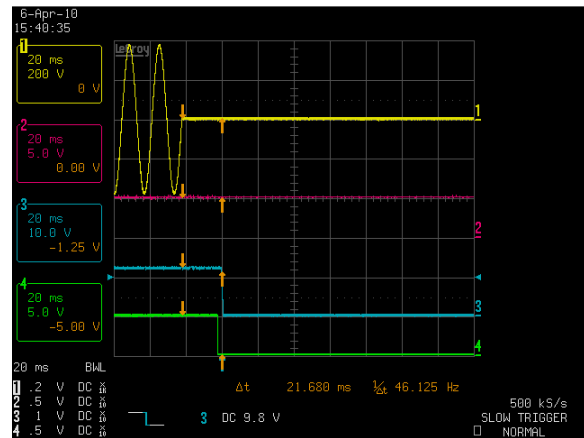 6-Apr-10
15:40:35
LeCroy
1
20 ms
200 V
0 V
2
20 ms
5.0 V
0.00 V
3
20 ms
10.0 V
-1.25 V
4
20 ms
5.0 V
-5.00 V
1
2
3
4
20 ms BWL
1 .2 V DC
2 .5 V DC
3 1 V DC
4 .5 V DC
Δt 21.680 ms 1/Δt 46.125 Hz
3 DC 9.8 V
500 kS/s
SLOW TRIGGER
NORMAL